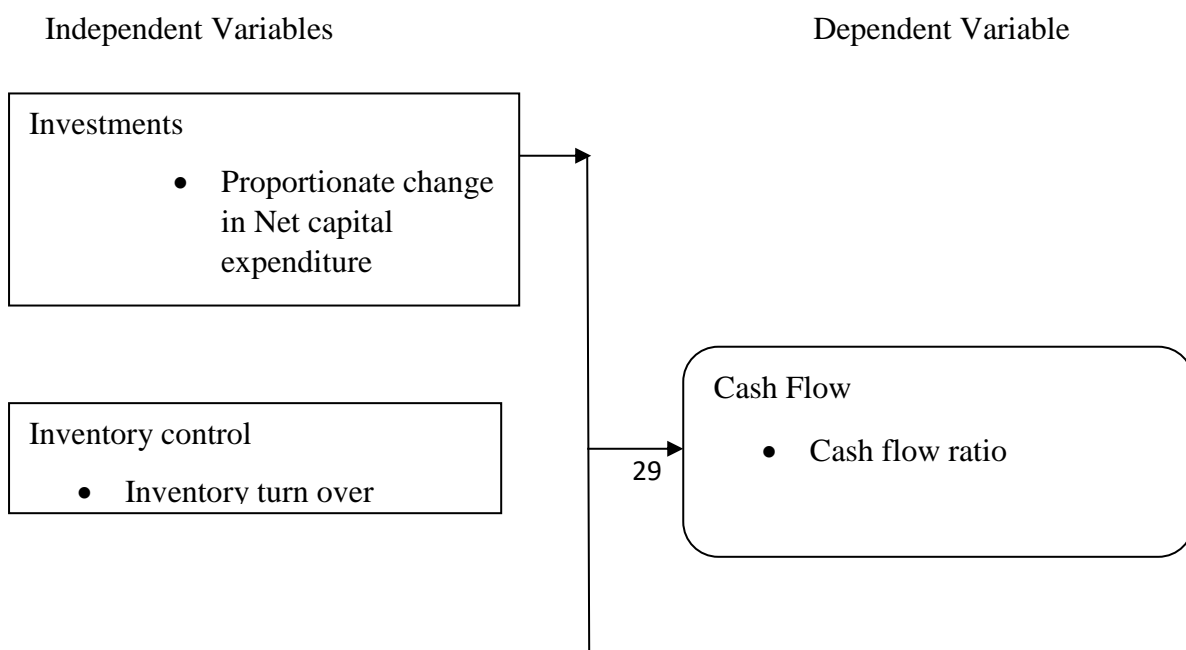 Independent Variables
Dependent Variable
Investments
• Proportionate change
in Net capital
expenditure
Inventory control
• Inventory turn over
Cash Flow
• Cash flow ratio
29